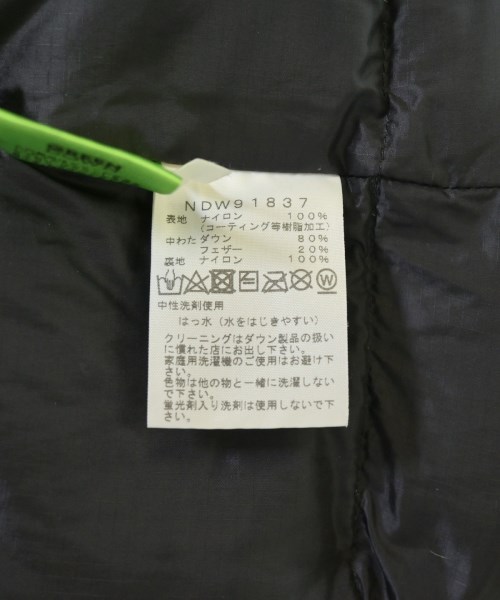 NDW91837
表地 ナイロン 100%
(コーティング等樹脂加工)
中わた ダウン 80%
フェザー 20%
裏地 ナイロン 100%
W
中性洗剤使用
はっ水(水をはじきやすい)
クリーニングはダウン製品の扱い
に慣れた店にお出し下さい。
家庭用洗濯機のご使用はお避け下
さい。
色物は他の物と一緒に洗濯しない
で下さい。
蛍光剤入り洗剤は使用しないで下
さい。